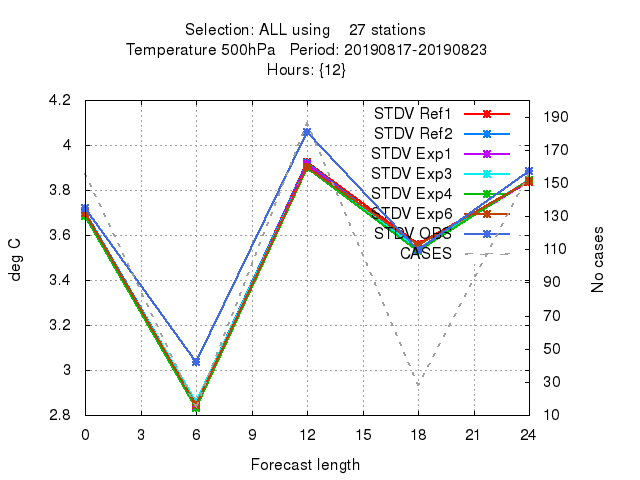 Selection: ALL using 27 stations
Temperature 500hPa Period: 20190817-20190823
Hours: {12}
4.2
4
3.8
3.6
3.4
3.2
3
2.8
deg C
190
170
150
130
110
90
70
50
30
10
No cases
STDV Ref1
STDV Ref2
STDV Exp1
STDV Exp3
STDV Exp4
STDV Exp6
STDV OPS
CASES
0 3 6 9 12 15 18 21 24
Forecast length